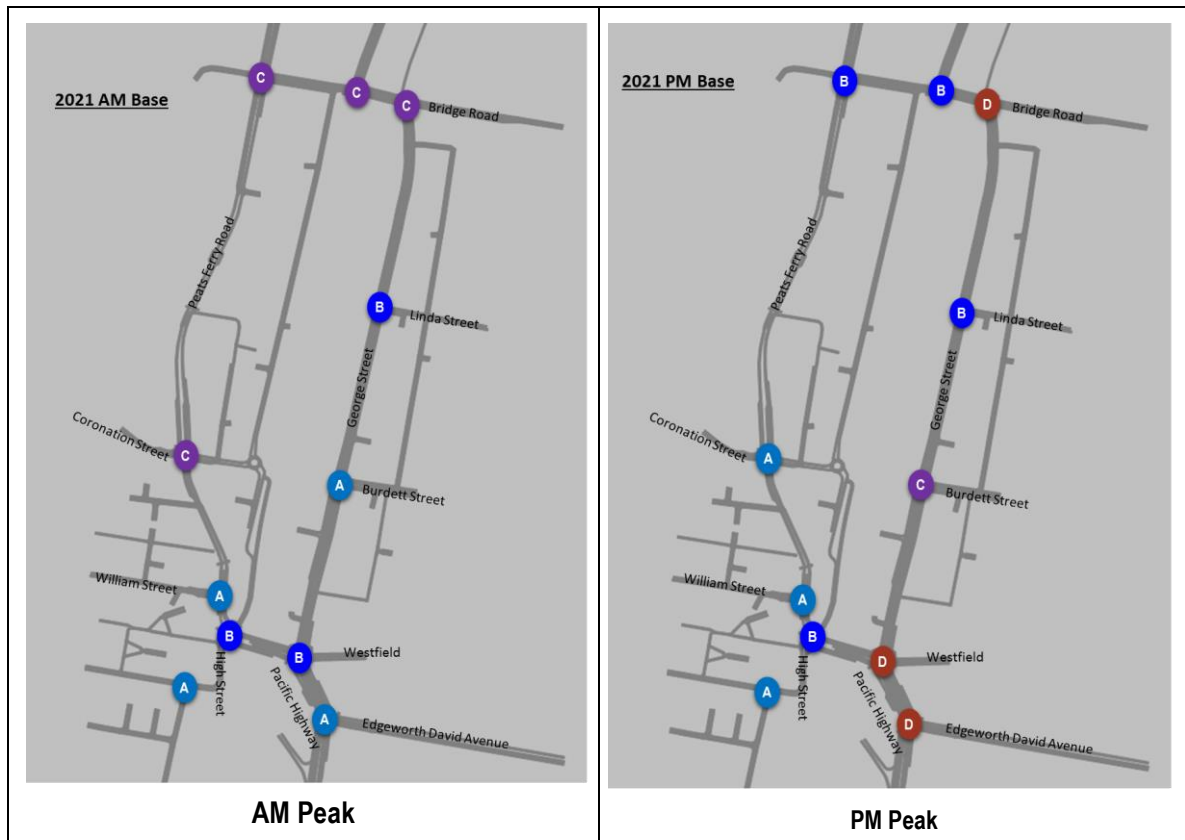 2021 AM Base
C
C
C
Bridge Road
Peats Ferry Road
B
Linda Street
George Street
Coronation Street
C
A
Burdett Street
William Street
A
B
B
Westfield
High Street
A
Pacific Highway
A
Edgeworth David Avenue
AM Peak
2021 PM Base
B
B
D
Bridge Road
Peats Ferry Road
B
Linda Street
George Street
Coronation Street
A
C
Burdett Street
William Street
A
B
D
Westfield
High Street
A
Pacific Highway
D
Edgeworth David Avenue
PM Peak